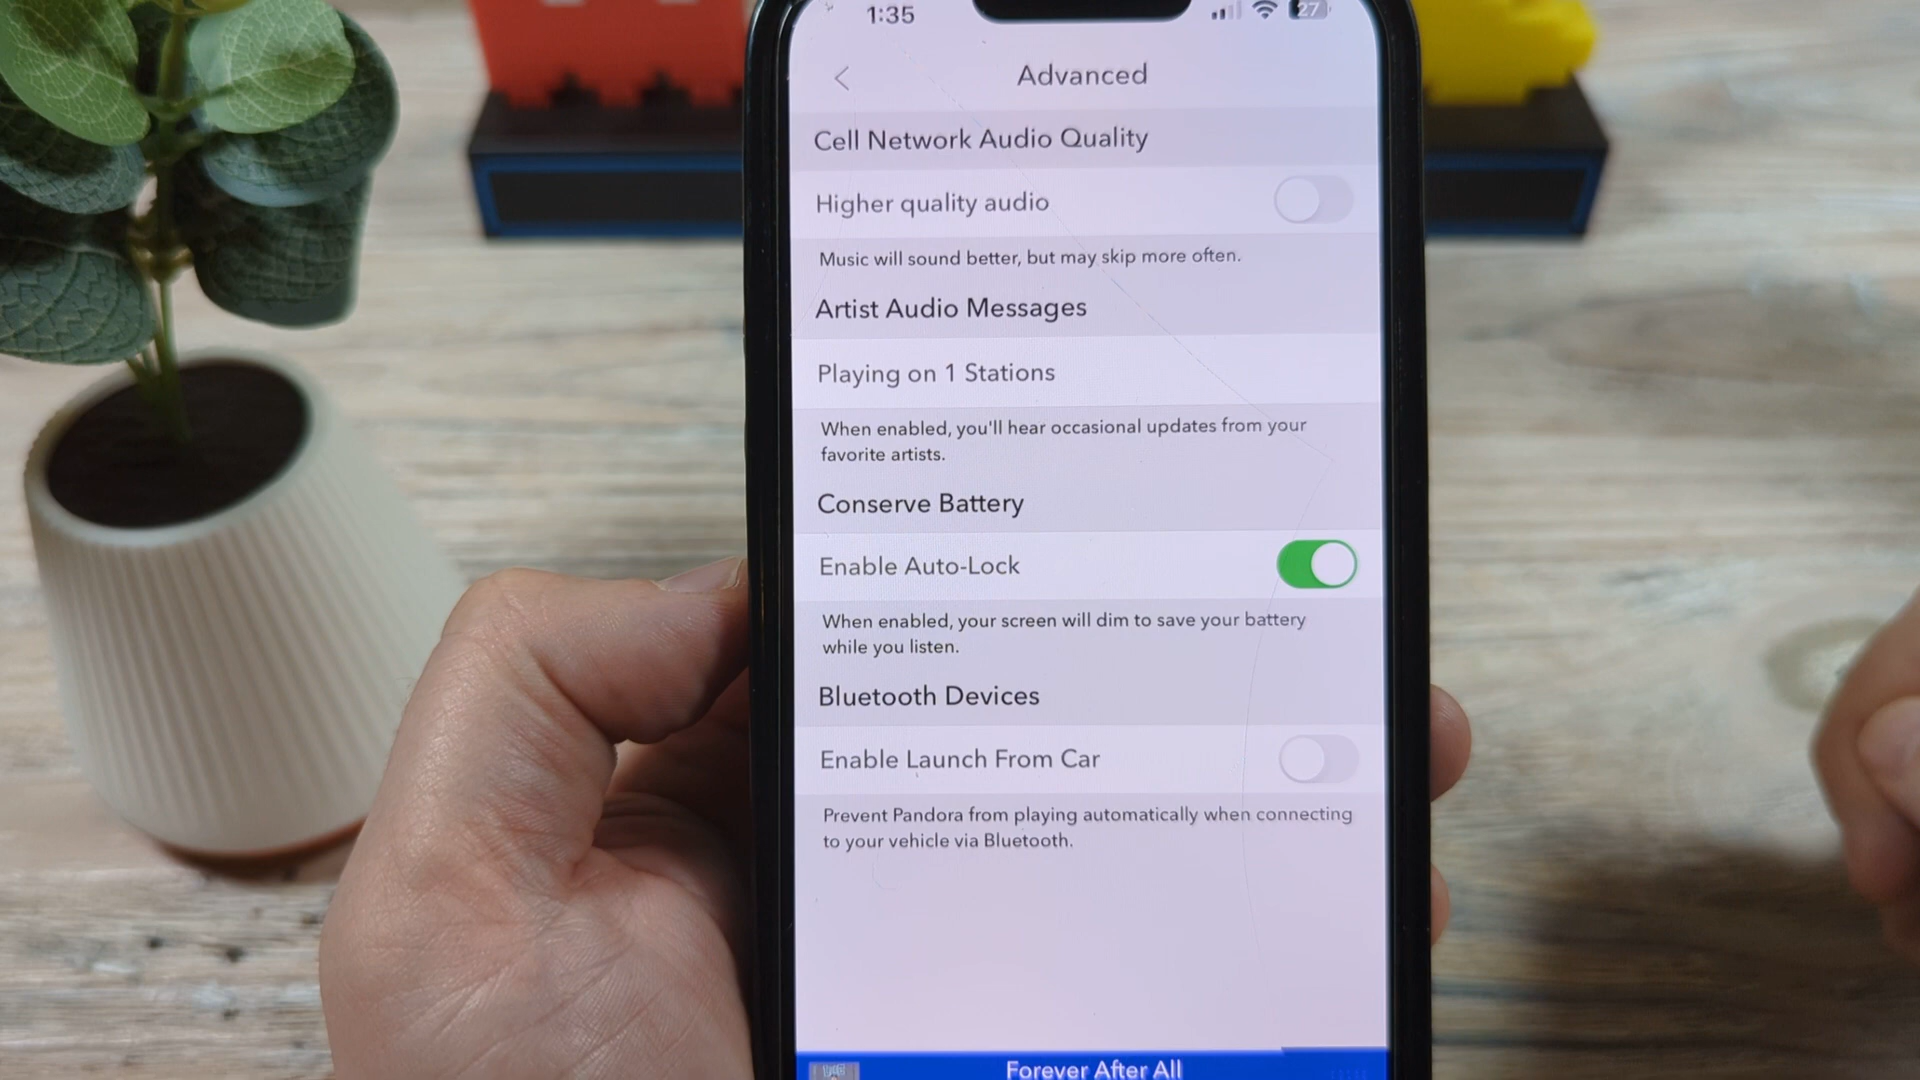 1:35
27
Advanced
Cell Network Audio Quality
Higher quality audio
Music will sound better, but may skip more often.
Artist Audio Messages
Playing on 1 Stations
When enabled, you'll hear occasional updates from your
favorite artists.
Conserve Battery
Enable Auto-Lock
When enabled, your screen will dim to save your battery
while you listen.
Bluetooth Devices
Enable Launch From Car
Prevent Pandora from playing automatically when connecting
to your vehicle via Bluetooth.
Forever After All